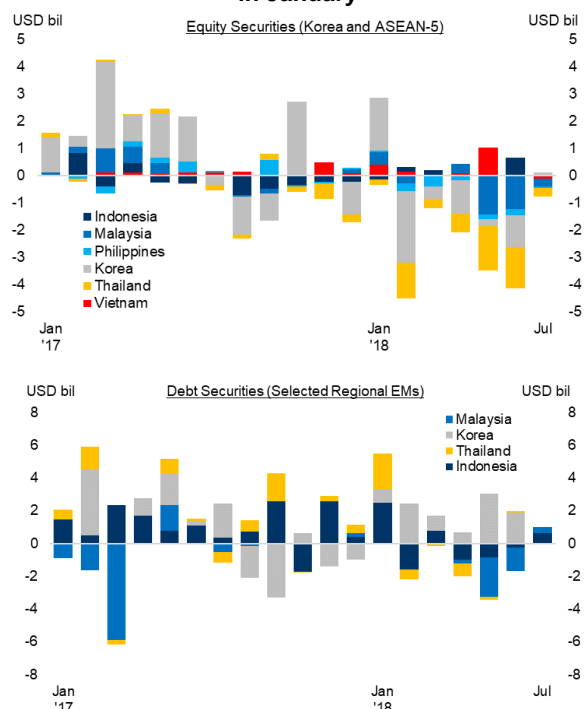 in January
USD bil Equity Securities (Korea and ASEAN-5) USD bil
5 5
4 4
3 3
2 2
1 1
0 0
-1 -1
-2 -2
-3 -3
-4 -4
-5 -5
Indonesia
Malaysia
Philippines
Korea
Thailand
Vietnam
Jan '17
Jan '18
Jul
USD bil Debt Securities (Selected Regional EMs) USD bil
8 8
6 6
4 4
2 2
0 0
-2 -2
-4 -4
-6 -6
-8 -8
Malaysia
Korea
Thailand
Indonesia
Jan '17
Jan '18
Jul